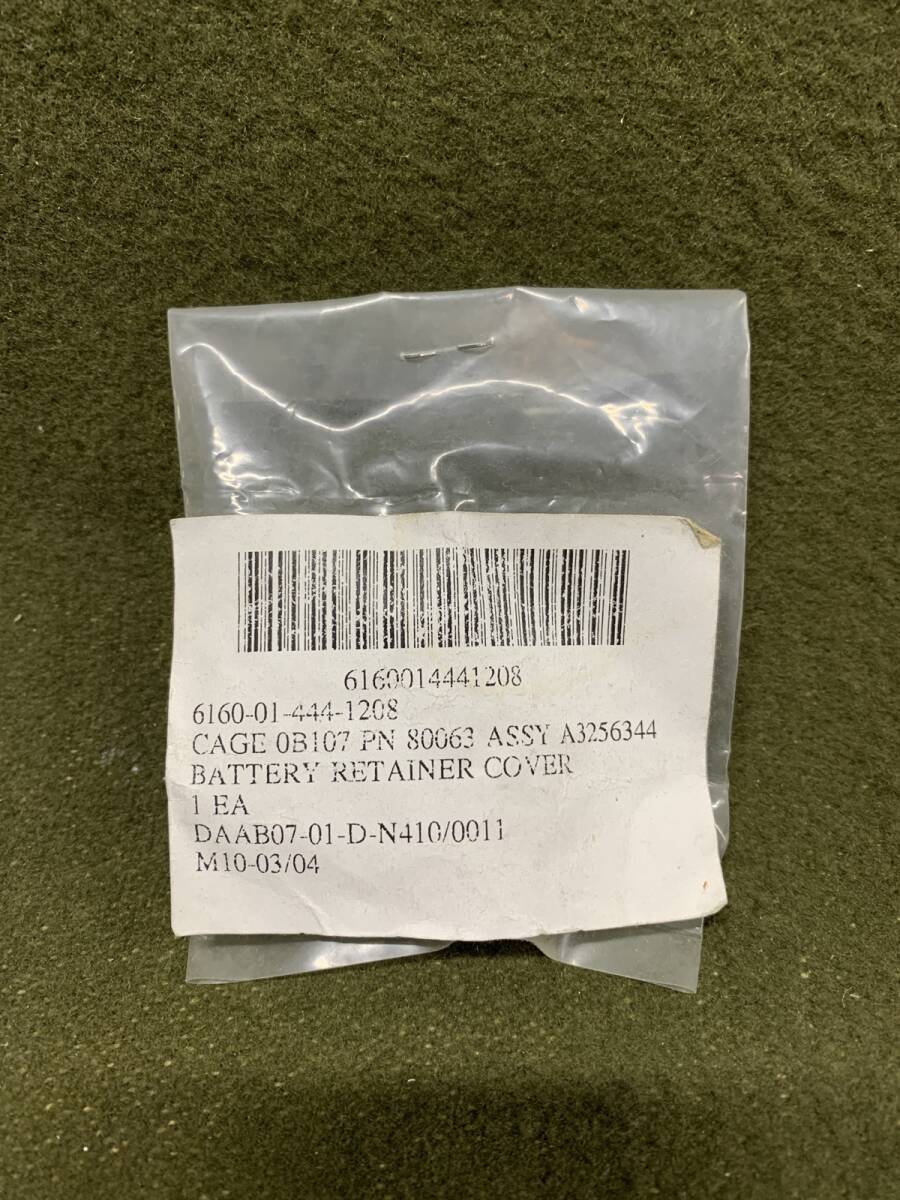 6160014441208
6160-01-444-1208
CAGE 0B107 PN 80063 ASSY A3256344
BATTERY RETAINER COVER
1 EA
DAAB07-01-D-N410/0011
M10-03/04